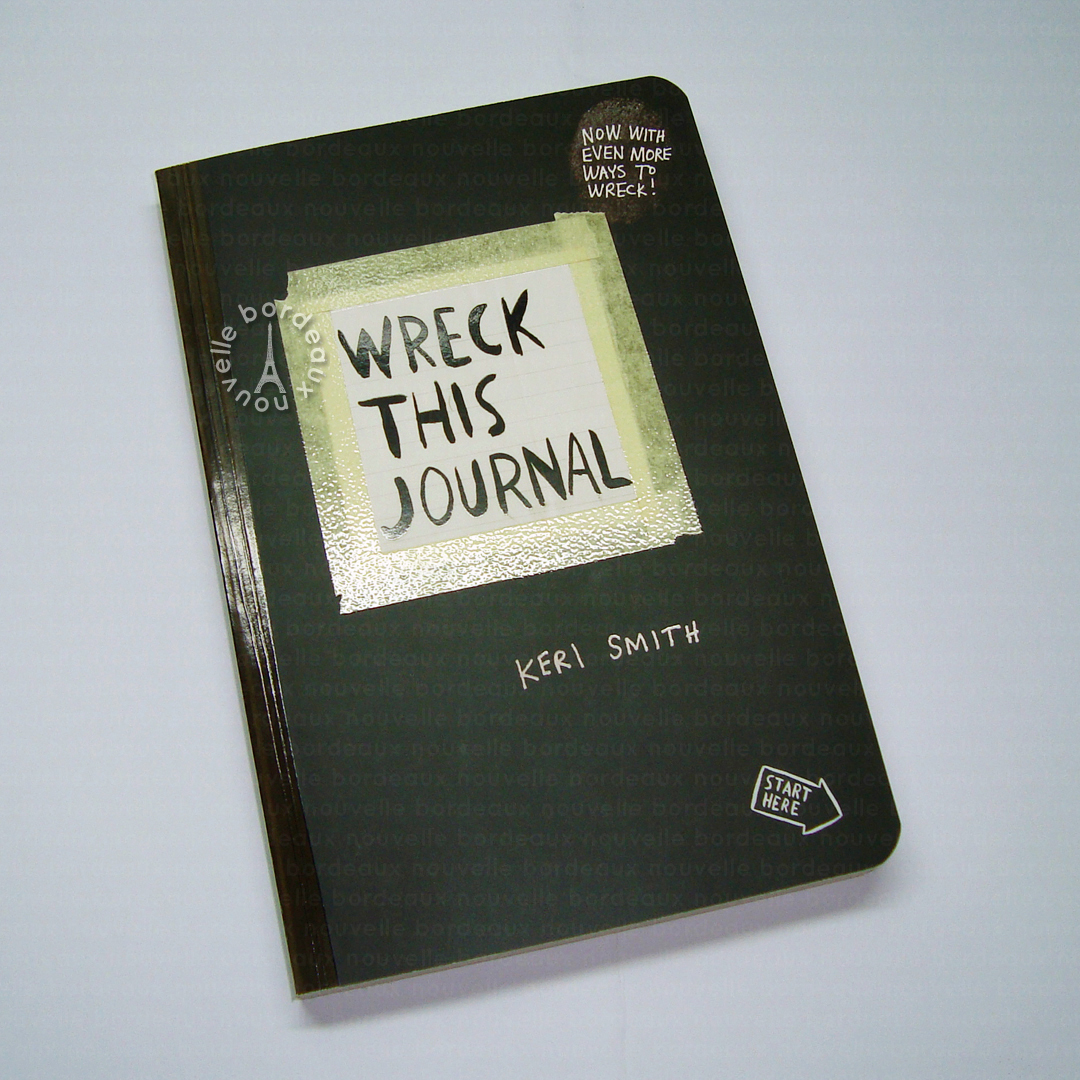 NOW WITH
EVEN MORE
WAYS TO
WRECK!
WRECK
THIS
JOURNAL
KERI SMITH
START
HERE
nouvelle bordeaux